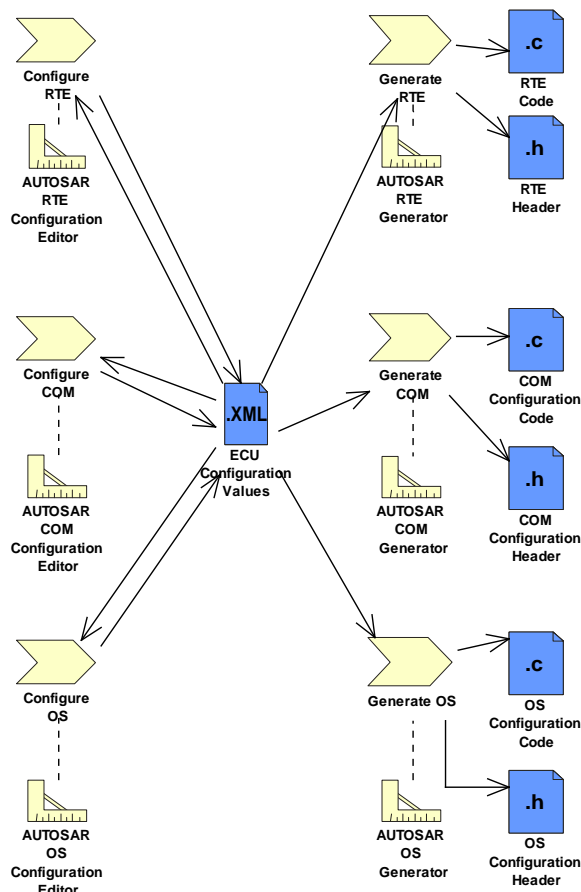 Configure
RTE
AUTOSAR
RTE
Configuration
Editor
Generate
RTE
AUTOSAR
RTE
Generator
.c
RTE
Code
.h
RTE
Header
Configure
COM
AUTOSAR
COM
Configuration
Editor
.XML
ECU
Configuration
Values
Generate
COM
AUTOSAR
COM
Generator
.c
COM
Configuration
Code
.h
COM
Configuration
Header
Configure
OS
AUTOSAR
OS
Configuration
Editor
Generate OS
AUTOSAR
OS
Generator
.c
OS
Configuration
Code
.h
OS
Configuration
Header